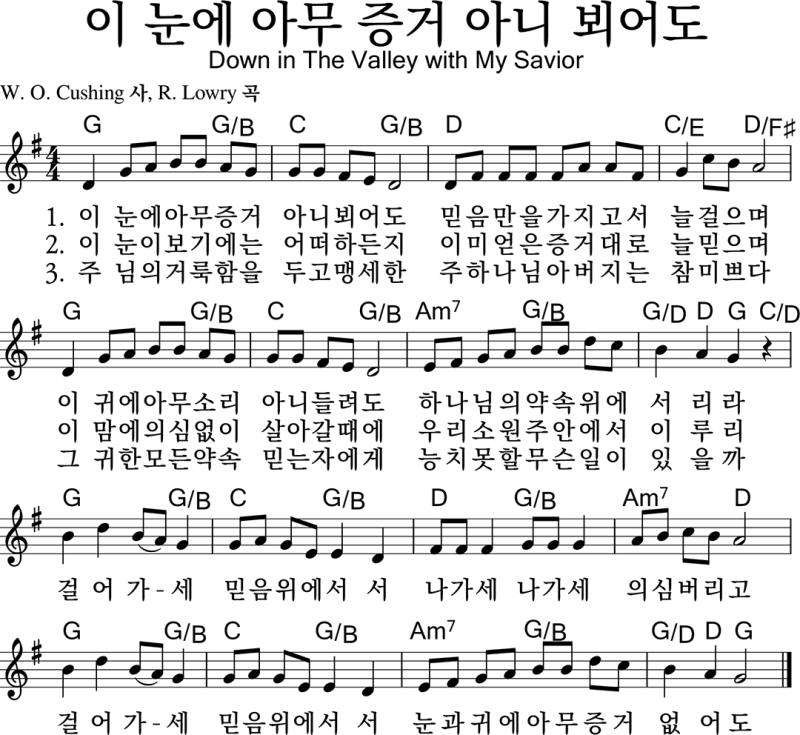 이 눈에 아무 증거 아니 뵈어도
Down in The Valley with My Savior
W. O. Cushing 사, R. Lowry 곡
G G/B C G/B D C/E D/F♯
1. 이 눈에아무증거 아니뵈어도 믿음만을가지고서 늘걸으며
2. 이 눈이보기에는 어떠하든지 이미얻은증거대로 늘믿으며
3. 주 님의거룩함을 두고맹세한 주하나님아버지는 참미쁘다
G G/B C G/B Am7 G/B G/D D G C/D
이 귀에아무소리 아니들려도 하나님의약속위에 서 리 라
이 맘에의심없이 살아갈때에 우리소원주안에서 이 루 리
그 귀한모든약속 믿는자에게 능치못할무슨일이 있 을 까
G G/B C G/B D G/B Am7 D
걸 어 가 - 세 믿음위에서 서 나가세 나가세 의심버리고
G G/B C G/B Am7 G/B G/D D G
걸 어 가 - 세 믿음위에서 서 눈과귀에아무증거 없 어 도